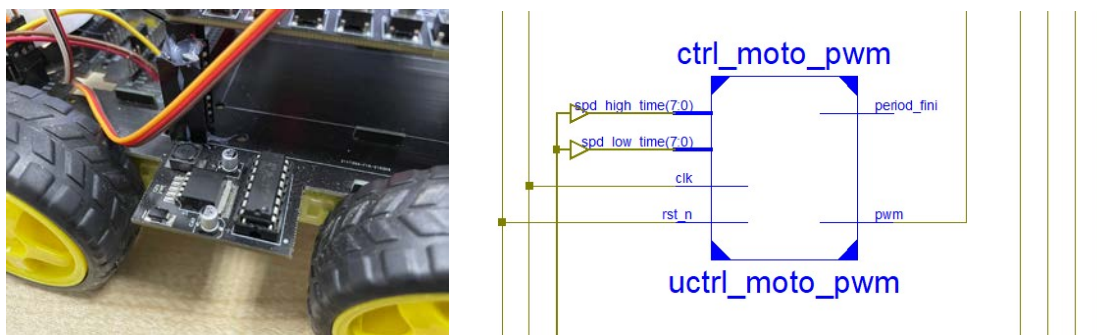 ctrl_moto_pwm
spd_high_time(7:0)
period_fini
spd_low_time(7:0)
clk
rst_n
pwm
uctrl_moto_pwm